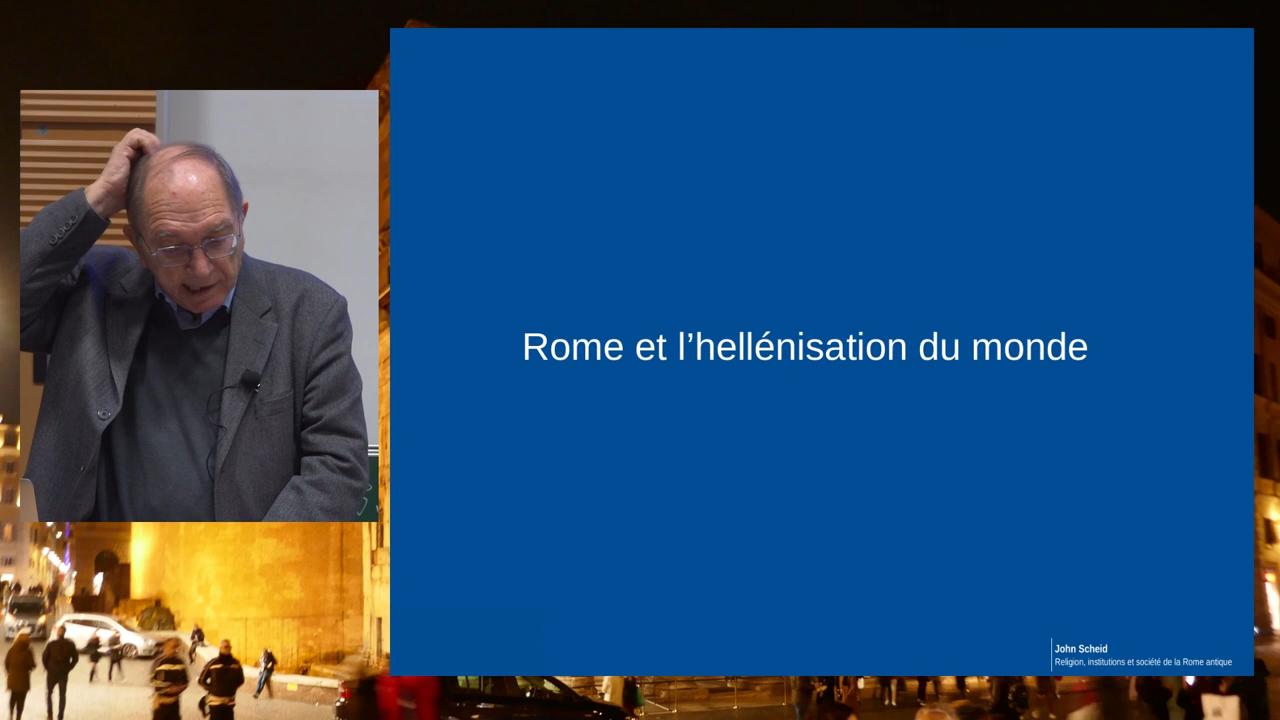 Rome et l’hellénisation du monde
John Scheid
Religion, institutions et société de la Rome antique